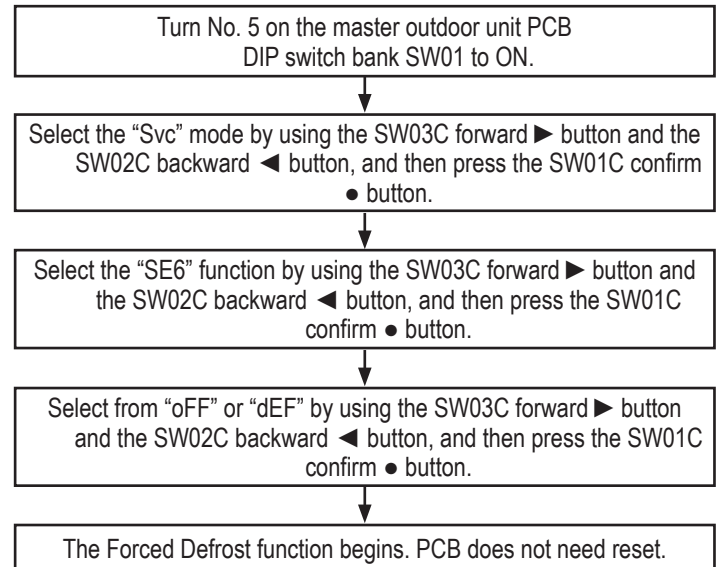 Turn No. 5 on the master outdoor unit PCB
DIP switch bank SW01 to ON.
Select the “Svc” mode by using the SW03C forward ► button and the
SW02C backward ◄ button, and then press the SW01C confirm
● button.
Select the “SE6” function by using the SW03C forward ► button and
the SW02C backward ◄ button, and then press the SW01C
confirm ● button.
Select from “oFF” or “dEF” by using the SW03C forward ► button
and the SW02C backward ◄ button, and then press the SW01C
confirm ● button.
The Forced Defrost function begins. PCB does not need reset.